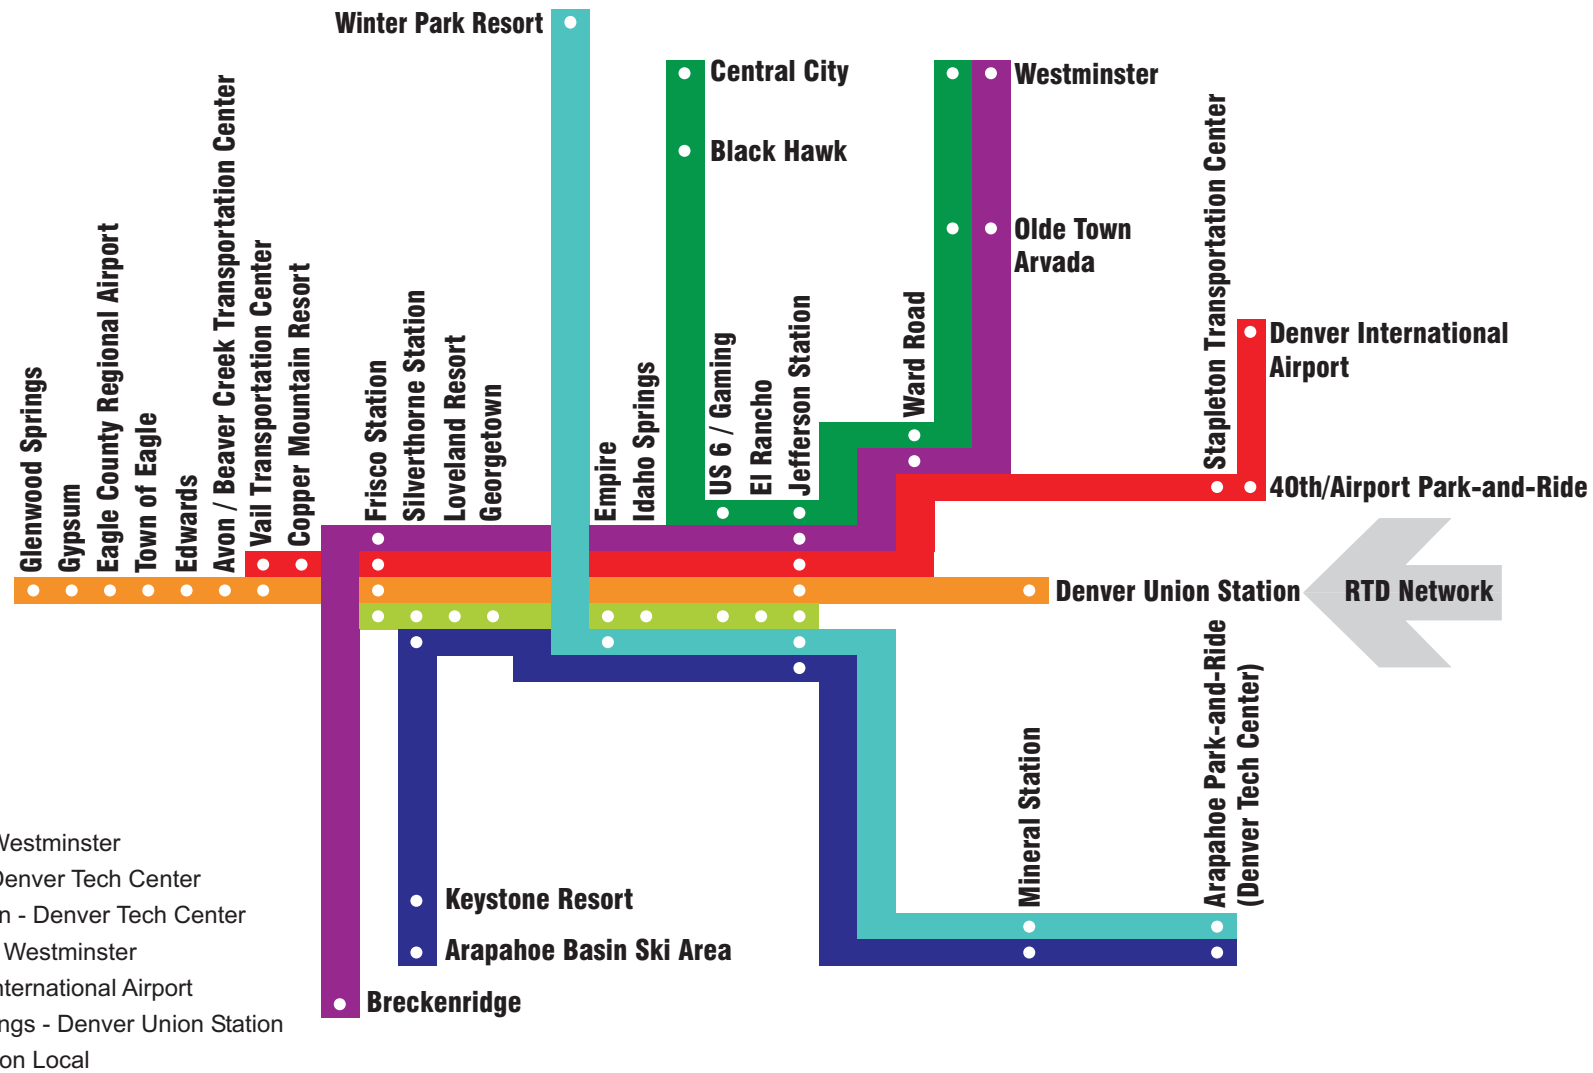 Winter Park Resort
Central City
Westminster
Black Hawk
Olde Town
Arvada
Denver International
Airport
40th/Airport Park-and-Ride
Stapleton Transportation Center
Glenwood Springs
Gypsum
Eagle County Regional Airport
Town of Eagle
Edwards
Avon / Beaver Creek Transportation Center
Vail Transportation Center
Copper Mountain Resort
Frisco Station
Silverthorne Station
Loveland Resort
Georgetown
Empire
Idaho Springs
US 6 / Gaming
El Rancho
Jefferson Station
Ward Road
Denver Union Station
RTD Network
Mineral Station
Arapahoe Park-and-Ride
(Denver Tech Center)
Keystone Resort
Arapahoe Basin Ski Area
Breckenridge
Westminster
Denver Tech Center
n - Denver Tech Center
Westminster
nternational Airport
ngs - Denver Union Station
on Local